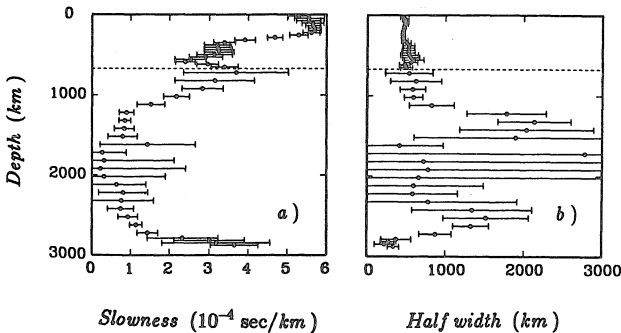 0
1000
2000
3000
Depth (km)
a )
b )
0 1 2 3 4 5 6
0 1000 2000 3000
Slowness (10⁻⁴ sec/km)
Half width (km)